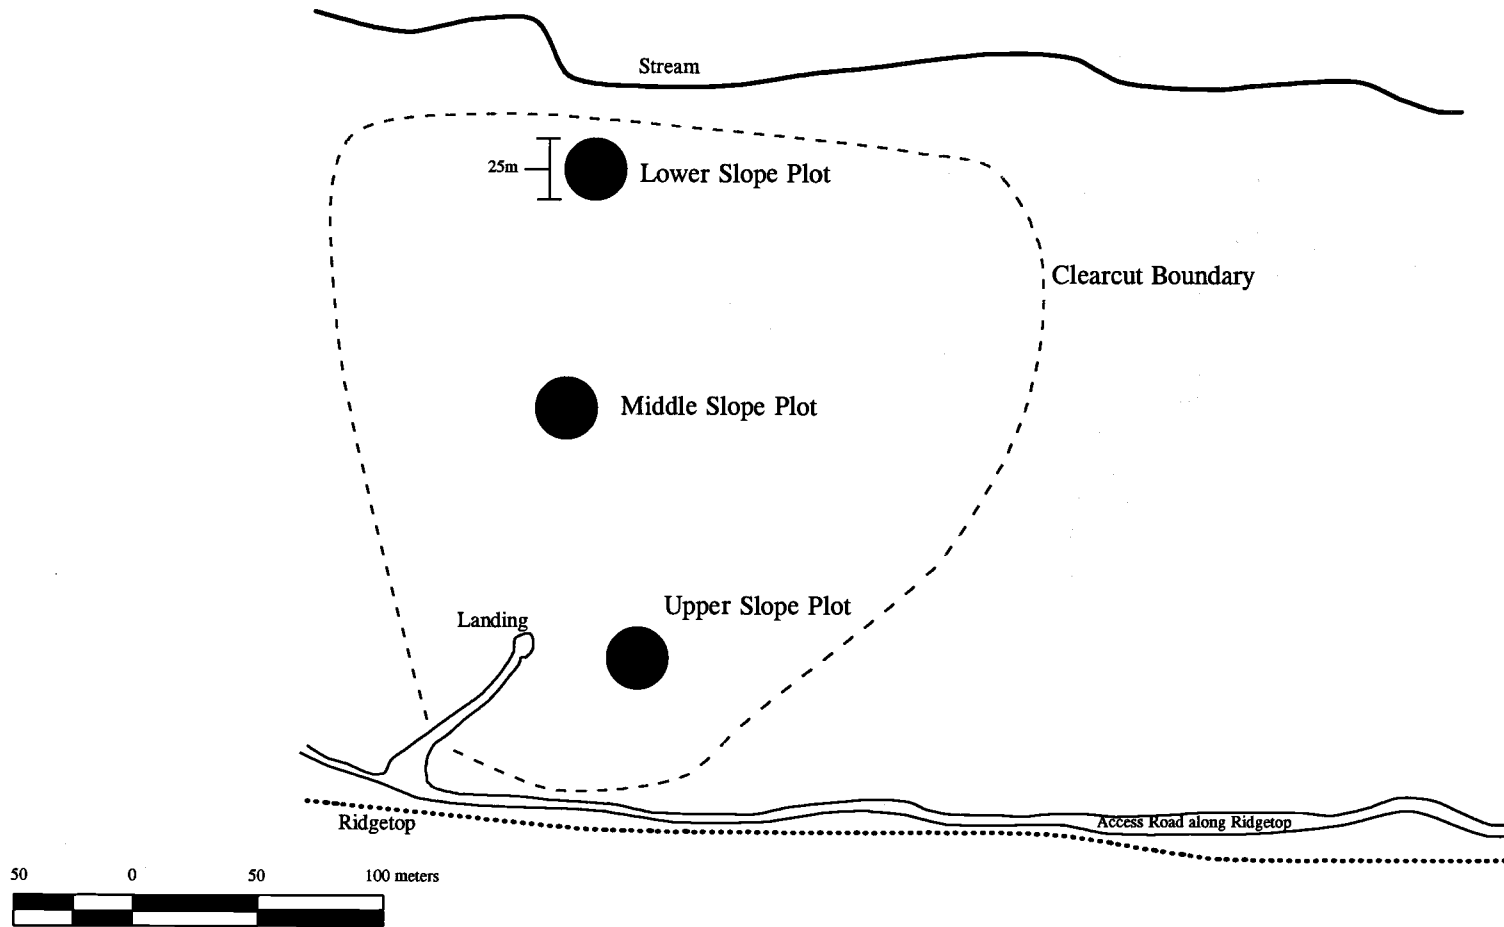 Stream
25m
Lower Slope Plot
Clearcut Boundary
Middle Slope Plot
Upper Slope Plot
Landing
Ridgetop
Access Road along Ridgetop
50 0 50 100 meters